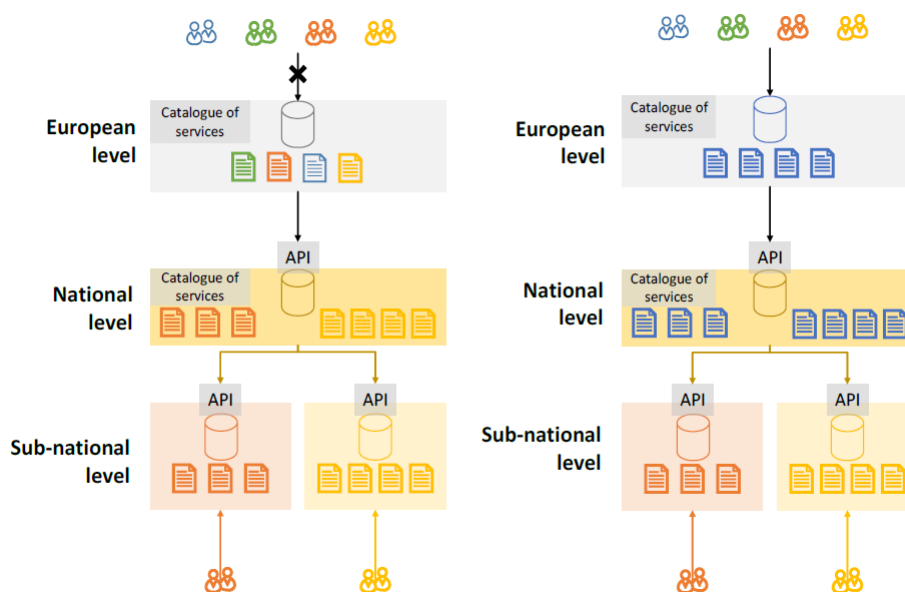 Catalogue of
services
European
level
API
Catalogue of
services
National
level
API
API
Sub-national
level
Catalogue of
services
European
level
API
Catalogue of
services
National
level
API
API
Sub-national
level